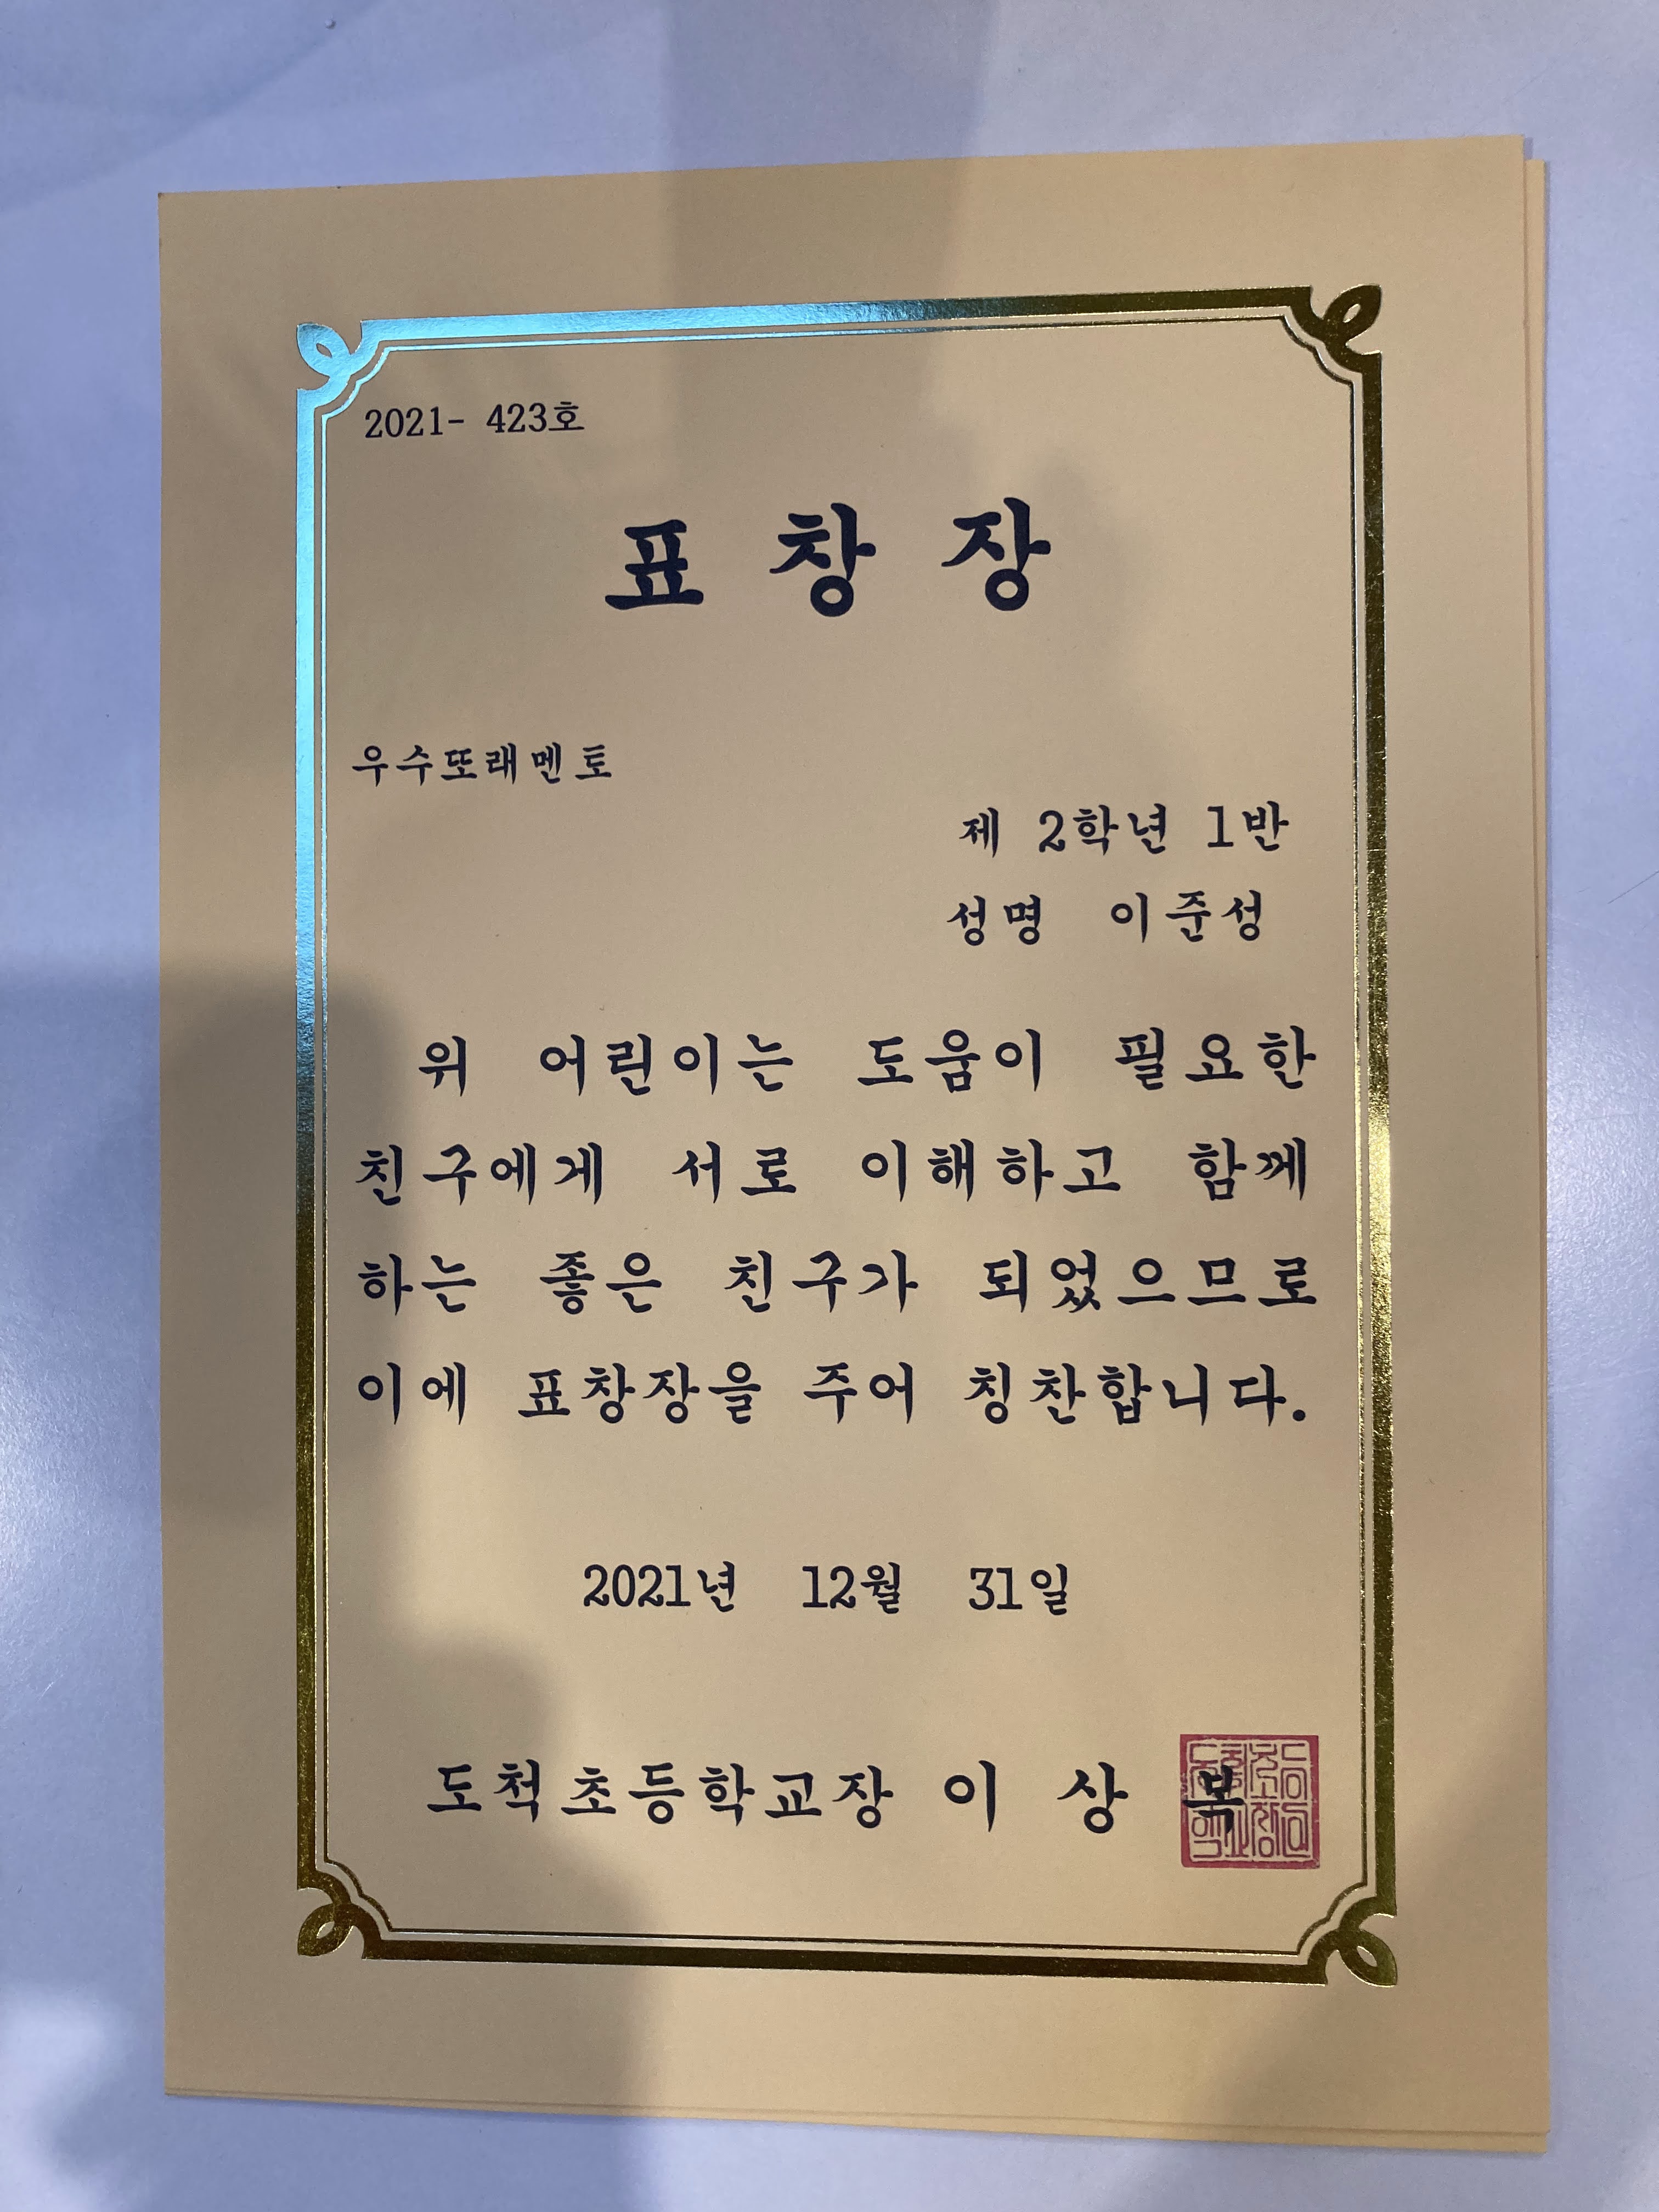 2021- 423호
표 창 장
우수또래멘토
제 2학년 1반
성명 이준성
위 어린이는 도움이 필요한
친구에게 서로 이해하고 함께
하는 좋은 친구가 되었으므로
이에 표창장을 주어 칭찬합니다.
2021년 12월 31일
도척초등학교장 이 상 복